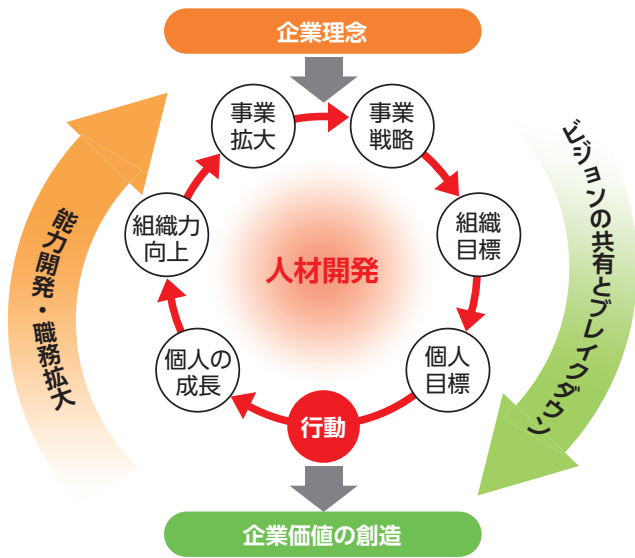 企業理念
事業
拡大
事業
戦略
組織力
向上
組織
目標
人材開発
個人の
成長
個人
目標
行動
企業価値の創造
能力開発・職務拡大
ビジョンの共有とブレイクダウン